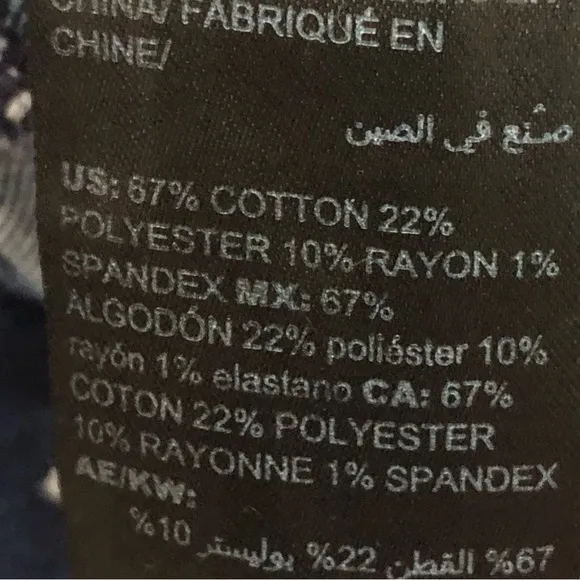 CHINA/ FABRIQUÉ EN
CHINE/
صُنع في الصين
US: 67% COTTON 22%
POLYESTER 10% RAYON 1%
SPANDEX MX: 67%
ALGODÓN 22% poliéster 10%
rayón 1% elastano CA: 67%
COTON 22% POLYESTER
10% RAYONNE 1% SPANDEX
AE/KW:
67% القطن 22% بوليستر 10%